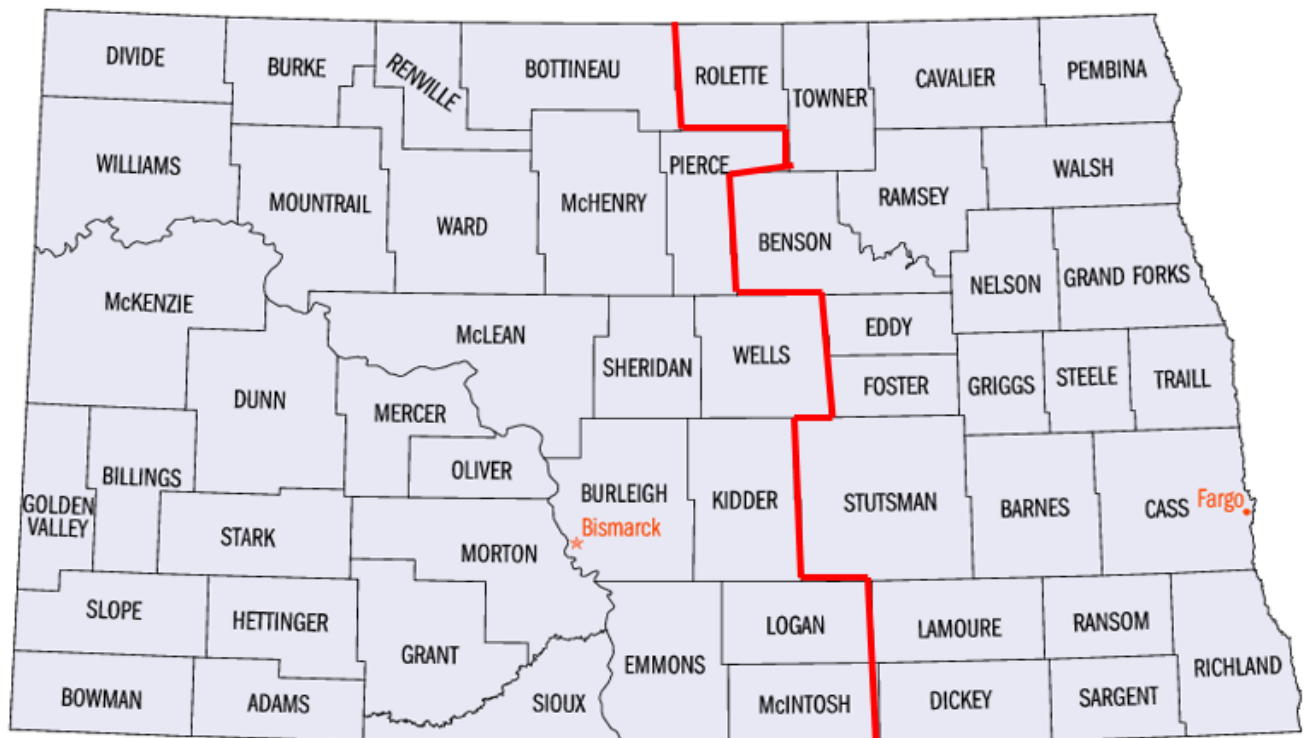 DIVIDE
BURKE
RENVILLE
BOTTINEAU
ROLETTE
TOWNER
CAVALIER
PEMBINA
WILLIAMS
MOUNTRAIL
WARD
McHENRY
PIERCE
BENSON
RAMSEY
WALSH
McKENZIE
McLEAN
SHERIDAN
WELLS
EDDY
FOSTER
NELSON
GRAND FORKS
DUNN
MERCER
OLIVER
GRIGGS
STEELE
TRAILL
GOLDEN
VALLEY
BILLINGS
STARK
MORTON
BURLEIGH
Bismarck
KIDDER
STUTSMAN
BARNES
CASS
Fargo
SLOPE
HETTINGER
GRANT
EMMONS
LOGAN
LAMOURE
RANSOM
RICHLAND
BOWMAN
ADAMS
SIOUX
McINTOSH
DICKEY
SARGENT